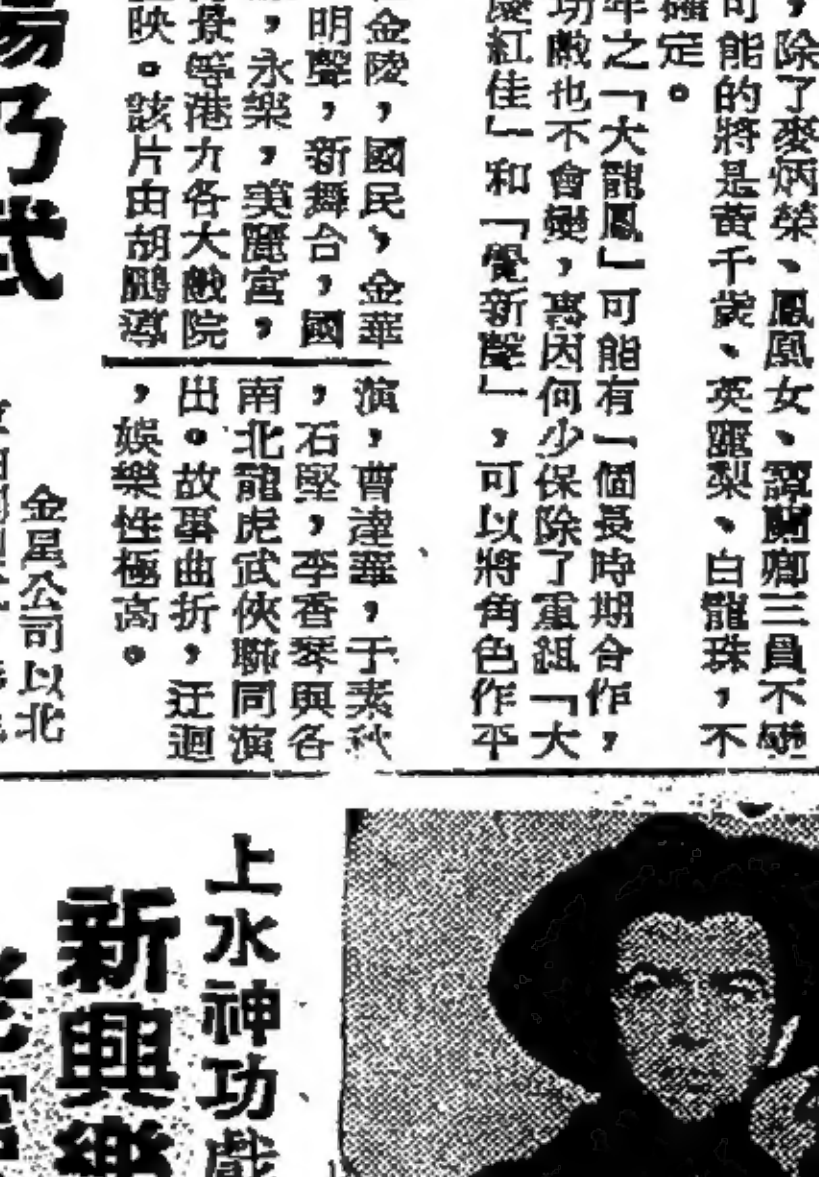 ，除了麥炳榮、鳳凰女、譚蘭卿三員不變
可能的將是黃千歲、英麗梨、白龍珠，不
確定。
年之「大龍鳳」可能有一個長時期合作，
功戲也不會變，事因何少保除了重組「大
慶紅佳」和「覺新聲」，可以將角色作平
金陵，國民，金華
明聲，新舞台，國
，永樂，美麗宮，
景等港九各大戲院
映。該片由胡鵬導
演，曹達華，于素秋
，石堅，李香琴與各
南北龍虎武俠聯同演
出。故事曲折，迂迴
，娛樂性極高。
楊乃武
金星公司以北
上水神功戲
新興樂